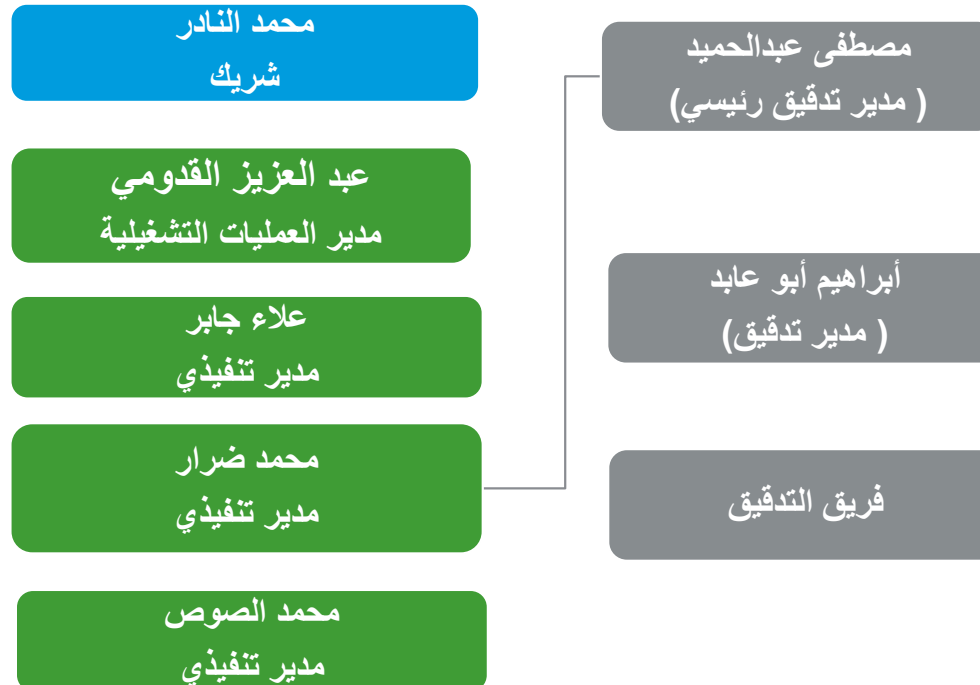 محمد النادر
شريك
عبد العزيز القدومي
مدير العمليات التشغيلية
علاء جابر
مدير تنفيذي
محمد ضرار
مدير تنفيذي
محمد الصوص
مدير تنفيذي
مصطفى عبدالحميد
( مدير تدقيق رئيسي)
أبراهيم أبو عابد
( مدير تدقيق)
فريق التدقيق